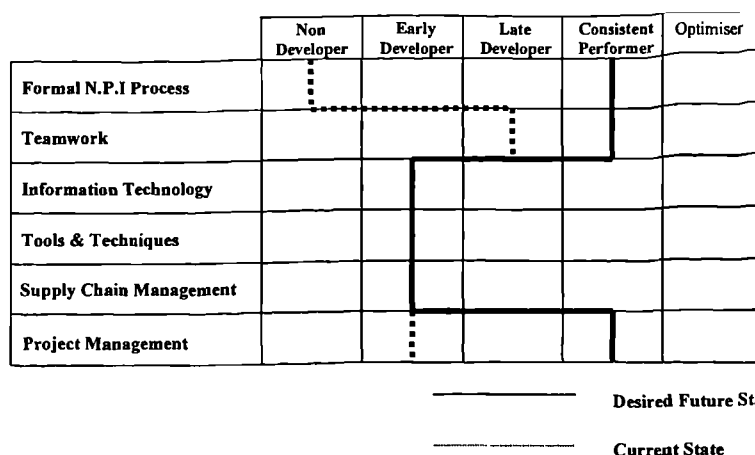 Non Early Late Consistent Optimiser
Developer Developer Developer Performer
Formal N.P.I Process
Teamwork
Information Technology
Tools & Techniques
Supply Chain Management
Project Management
Desired Future St
Current State